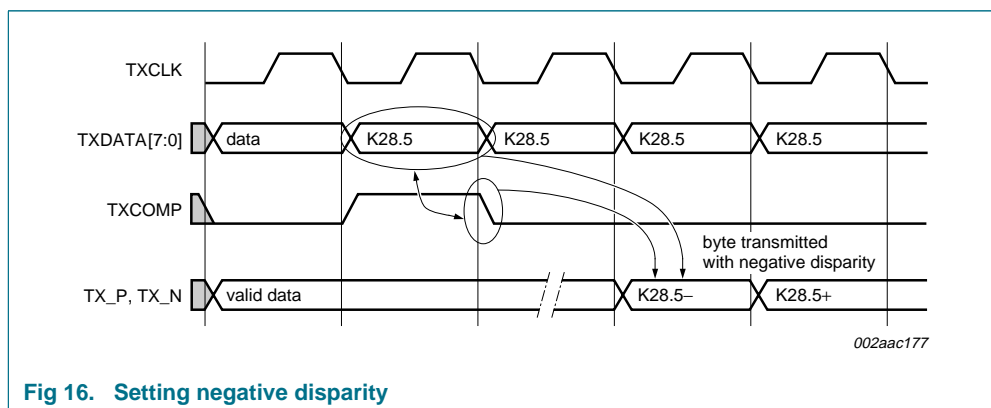 TXCLK
TXDATA[7:0] data K28.5 K28.5 K28.5 K28.5
TXCOMP
byte transmitted
with negative disparity
TX_P, TX_N valid data K28.5− K28.5+
002aac177
Fig 16. Setting negative disparity